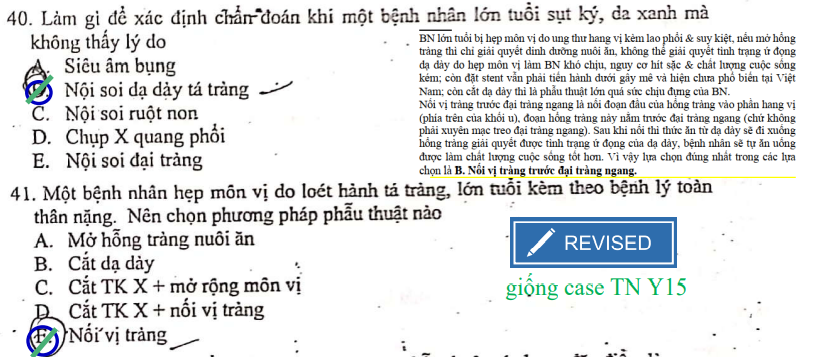 40. Làm gì để xác định chẩn đoán khi một bệnh nhân lớn tuổi sụt ký, da xanh mà
không thấy lý do
A. Siêu âm bụng
B. Nội soi dạ dày tá tràng
C. Nội soi ruột non
D. Chụp X quang phổi
E. Nội soi đại tràng
BN lớn tuổi bị hẹp môn vị do ung thư hang vị kèm lao phổi & suy kiệt, nếu mở hỗng
tràng thì chỉ giải quyết dinh dưỡng nuôi ăn, không thể giải quyết tình trạng ứ đọng
dạ dày do hẹp môn vị làm BN khó chịu, nguy cơ hít sặc & chất lượng cuộc sống
kém; còn đặt stent vẫn phải tiến hành dưới gây mê và hiện chưa phổ biến tại Việt
Nam; còn cắt dạ dày thì là phẫu thuật lớn quá sức chịu đựng của BN.
Nối vị tràng trước đại tràng ngang là nối đoạn đầu của hỗng tràng vào phần hang vị
(phía trên của khối u), đoạn hỗng tràng này nằm trước đại tràng ngang (chứ không
phải xuyên mạc treo đại tràng ngang). Sau khi nối thì thức ăn từ dạ dày sẽ đi xuống
hỗng tràng giải quyết được tình trạng ứ đọng của dạ dày, bệnh nhân sẽ tự ăn uống
được làm chất lượng cuộc sống tốt hơn. Vì vậy lựa chọn đúng nhất trong các lựa
chọn là B. Nối vị tràng trước đại tràng ngang.
41. Một bệnh nhân hẹp môn vị do loét hành tá tràng, lớn tuổi kèm theo bệnh lý toàn
thân nặng. Nên chọn phương pháp phẫu thuật nào
A. Mở hỗng tràng nuôi ăn
B. Cắt dạ dày
C. Cắt TK X + mở rộng môn vị
D. Cắt TK X + nối vị tràng
E. Nối vị tràng
REVISED
giống case TN Y15